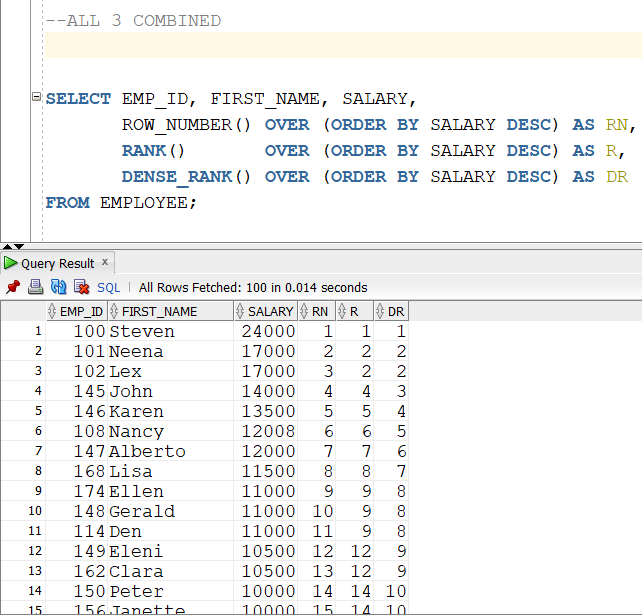 --ALL 3 COMBINED
SELECT EMP_ID, FIRST_NAME, SALARY,
ROW_NUMBER() OVER (ORDER BY SALARY DESC) AS RN,
RANK() OVER (ORDER BY SALARY DESC) AS R,
DENSE_RANK() OVER (ORDER BY SALARY DESC) AS DR
FROM EMPLOYEE;
Query Result x
SQL | All Rows Fetched: 100 in 0.014 seconds
EMP_ID FIRST_NAME SALARY RN R DR
1 100 Steven 24000 1 1 1
2 101 Neena 17000 2 2 2
3 102 Lex 17000 3 2 2
4 145 John 14000 4 4 3
5 146 Karen 13500 5 5 4
6 108 Nancy 12008 6 6 5
7 147 Alberto 12000 7 7 6
8 168 Lisa 11500 8 8 7
9 174 Ellen 11000 9 9 8
10 148 Gerald 11000 10 9 8
11 114 Den 11000 11 9 8
12 149 Eleni 10500 12 12 9
13 162 Clara 10500 13 12 9
14 150 Peter 10000 14 14 10
15 156 Janette 10000 15 14 10